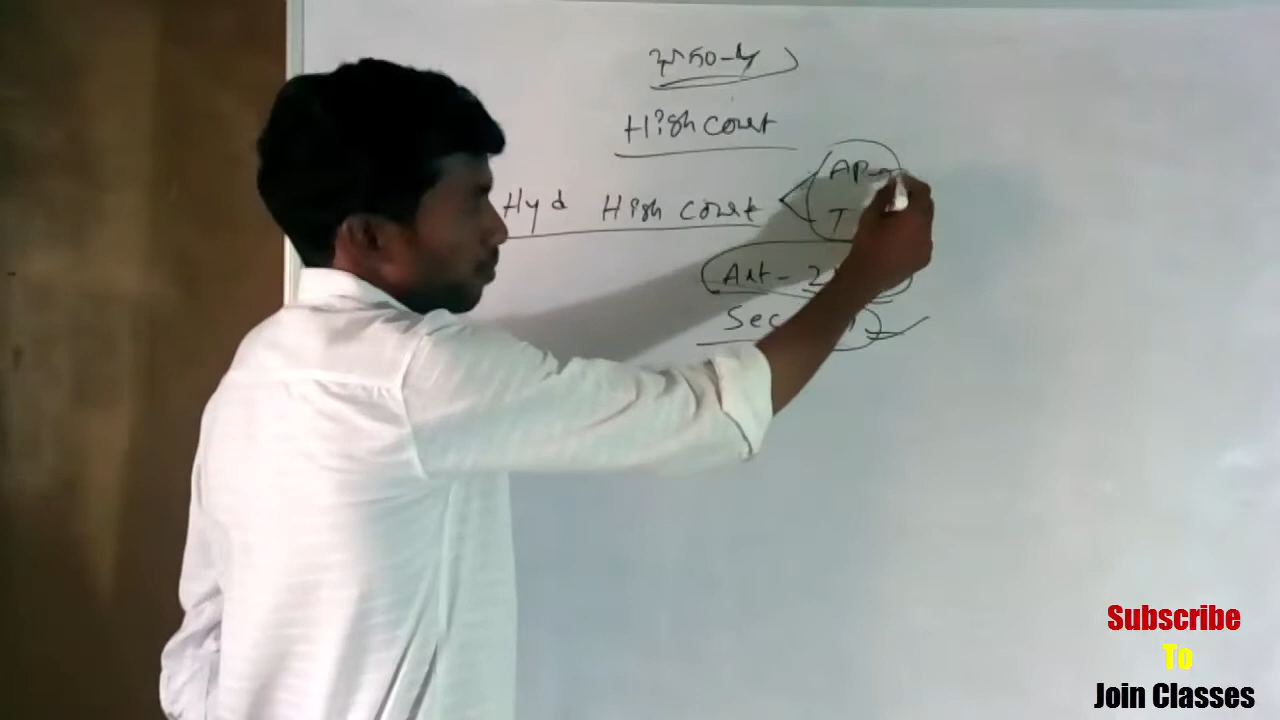 High court
Hyd High court
AP
T
Art - 2
Sec
Subscribe
To
Join Classes